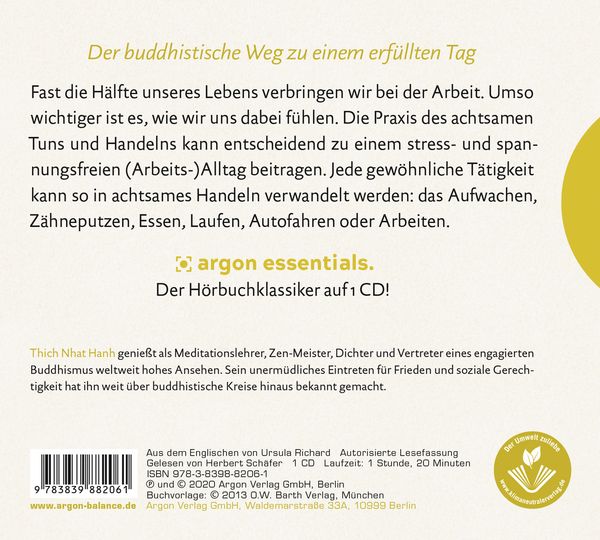 Der buddhistische Weg zu einem erfüllten Tag
Fast die Hälfte unseres Lebens verbringen wir bei der Arbeit. Umso
wichtiger ist es, wie wir uns dabei fühlen. Die Praxis des achtsamen
Tuns und Handelns kann entscheidend zu einem stress- und span-
nungsfreien (Arbeits-)Alltag beitragen. Jede gewöhnliche Tätigkeit
kann so in achtsames Handeln verwandelt werden: das Aufwachen,
Zähneputzen, Essen, Laufen, Autofahren oder Arbeiten.
argon essentials.
Der Hörbuchklassiker auf 1 CD!
Thich Nhat Hanh genießt als Meditationslehrer, Zen-Meister, Dichter und Vertreter eines engagierten
Buddhismus weltweit hohes Ansehen. Sein unermüdliches Eintreten für Frieden und soziale Gerech-
tigkeit hat ihn weit über buddhistische Kreise hinaus bekannt gemacht.
Aus dem Englischen von Ursula Richard Autorisierte Lesefassung
Gelesen von Herbert Schäfer 1 CD Laufzeit: 1 Stunde, 20 Minuten
ISBN 978-3-8398-8206-1
℗ und © 2020 Argon Verlag GmbH, Berlin
Buchvorlage: © 2013 O.W. Barth Verlag, München
Argon Verlag GmbH, Waldemarstraße 33A, 10999 Berlin
9 783839 882061
www.argon-balance.de
Der Umwelt zuliebe
www.klimaneutralerverlag.de